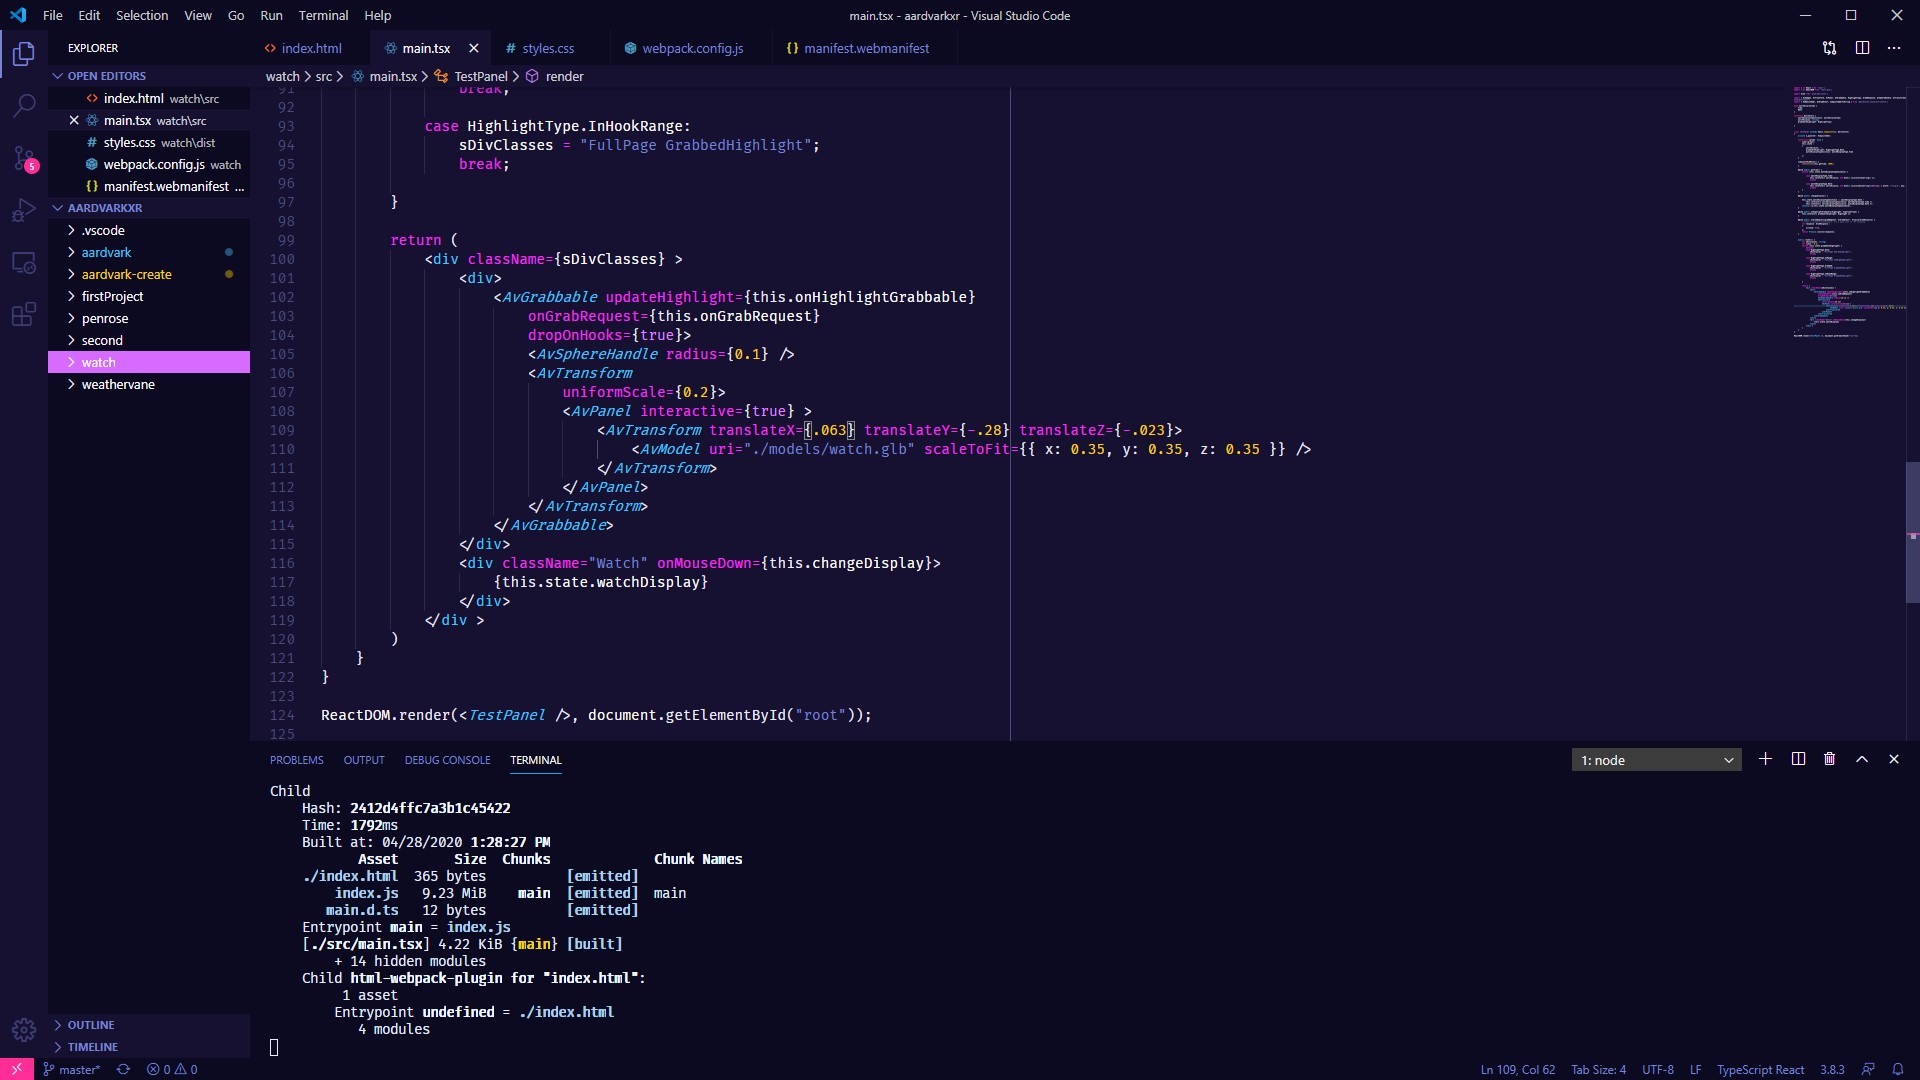 File Edit Selection View Go Run Terminal Help
main.tsx - aardvarkxr - Visual Studio Code
EXPLORER
OPEN EDITORS
index.html watch\src
main.tsx watch\src
styles.css watch\dist
webpack.config.js watch
manifest.webmanifest ...
AARDVARKXR
.vscode
aardvark
aardvark-create
firstProject
penrose
second
watch
weathervane
OUTLINE
TIMELINE
5
index.html main.tsx styles.css webpack.config.js manifest.webmanifest
watch > src > main.tsx > TestPanel > render
91 break;
92
93 case HighlightType.InHookRange:
94 sDivClasses = "FullPage GrabbedHighlight";
95 break;
96
97 }
98
99 return (
100 <div className={sDivClasses} >
101 <div>
102 <AvGrabbable updateHighlight={this.onHighlightGrabbable}
103 onGrabRequest={this.onGrabRequest}
104 dropOnHooks={true}>
105 <AvSphereHandle radius={0.1} />
106 <AvTransform
107 uniformScale={0.2}>
108 <AvPanel interactive={true} >
109 <AvTransform translateX={.063} translateY={-.28} translateZ={-.023}>
110 <AvModel uri="./models/watch.glb" scaleToFit={{ x: 0.35, y: 0.35, z: 0.35 }} />
111 </AvTransform>
112 </AvPanel>
113 </AvTransform>
114 </AvGrabbable>
115 </div>
116 <div className="Watch" onMouseDown={this.changeDisplay}>
117 {this.state.watchDisplay}
118 </div>
119 </div >
120 )
121 }
122 }
123
124 ReactDOM.render(<TestPanel />, document.getElementById("root"));
125
PROBLEMS OUTPUT DEBUG CONSOLE TERMINAL
1: node
Child
Hash: 2412d4ffc7a3b1c45422
Time: 1792ms
Built at: 04/28/2020 1:28:27 PM
Asset Size Chunks Chunk Names
./index.html 365 bytes [emitted]
index.js 9.23 MiB main [emitted] main
main.d.ts 12 bytes [emitted]
Entrypoint main = index.js
[./src/main.tsx] 4.22 KiB {main} [built]
+ 14 hidden modules
Child html-webpack-plugin for "index.html":
1 asset
Entrypoint undefined = ./index.html
4 modules
master* 0 0
Ln 109, Col 62 Tab Size: 4 UTF-8 LF TypeScript React 3.8.3